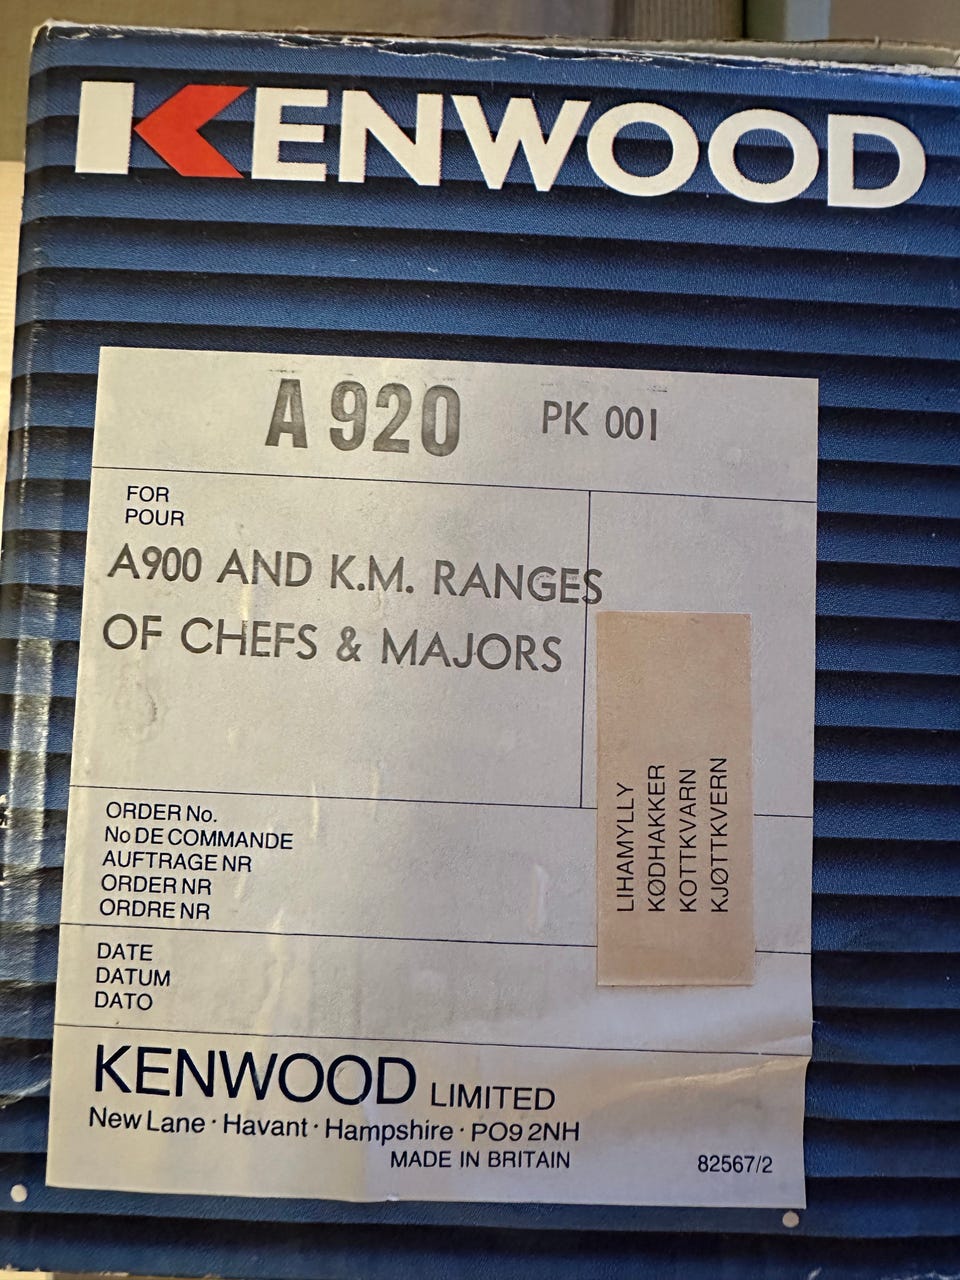 KENWOOD
A 920 PK 001
FOR
POUR
A900 AND K.M. RANGES
OF CHEFS & MAJORS
LIHAMYLLY
KØDHAKKER
KOTTKVARN
KJØTTKVERN
ORDER No.
No DE COMMANDE
AUFTRAGE NR
ORDER NR
ORDRE NR
DATE
DATUM
DATO
KENWOOD LIMITED
New Lane · Havant · Hampshire · PO9 2NH
MADE IN BRITAIN
82567/2